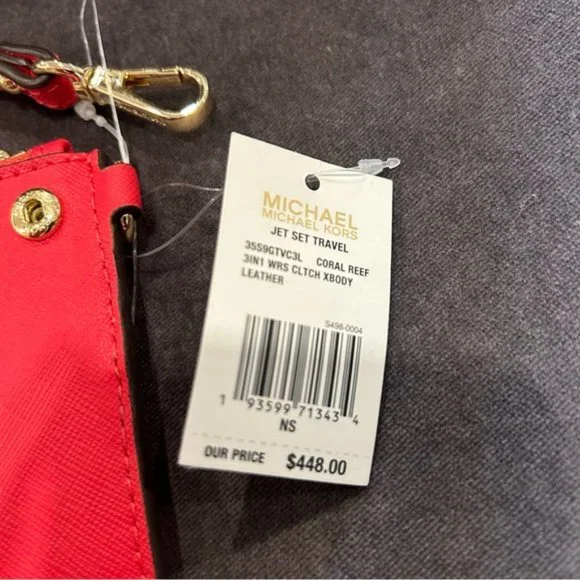 MICHAEL
MICHAEL KORS
JET SET TRAVEL
35S9GTVC3L CORAL REEF
3IN1 WRS CLTCH XBODY
LEATHER
S498-0004
1 93599 71343 4
NS
OUR PRICE $448.00